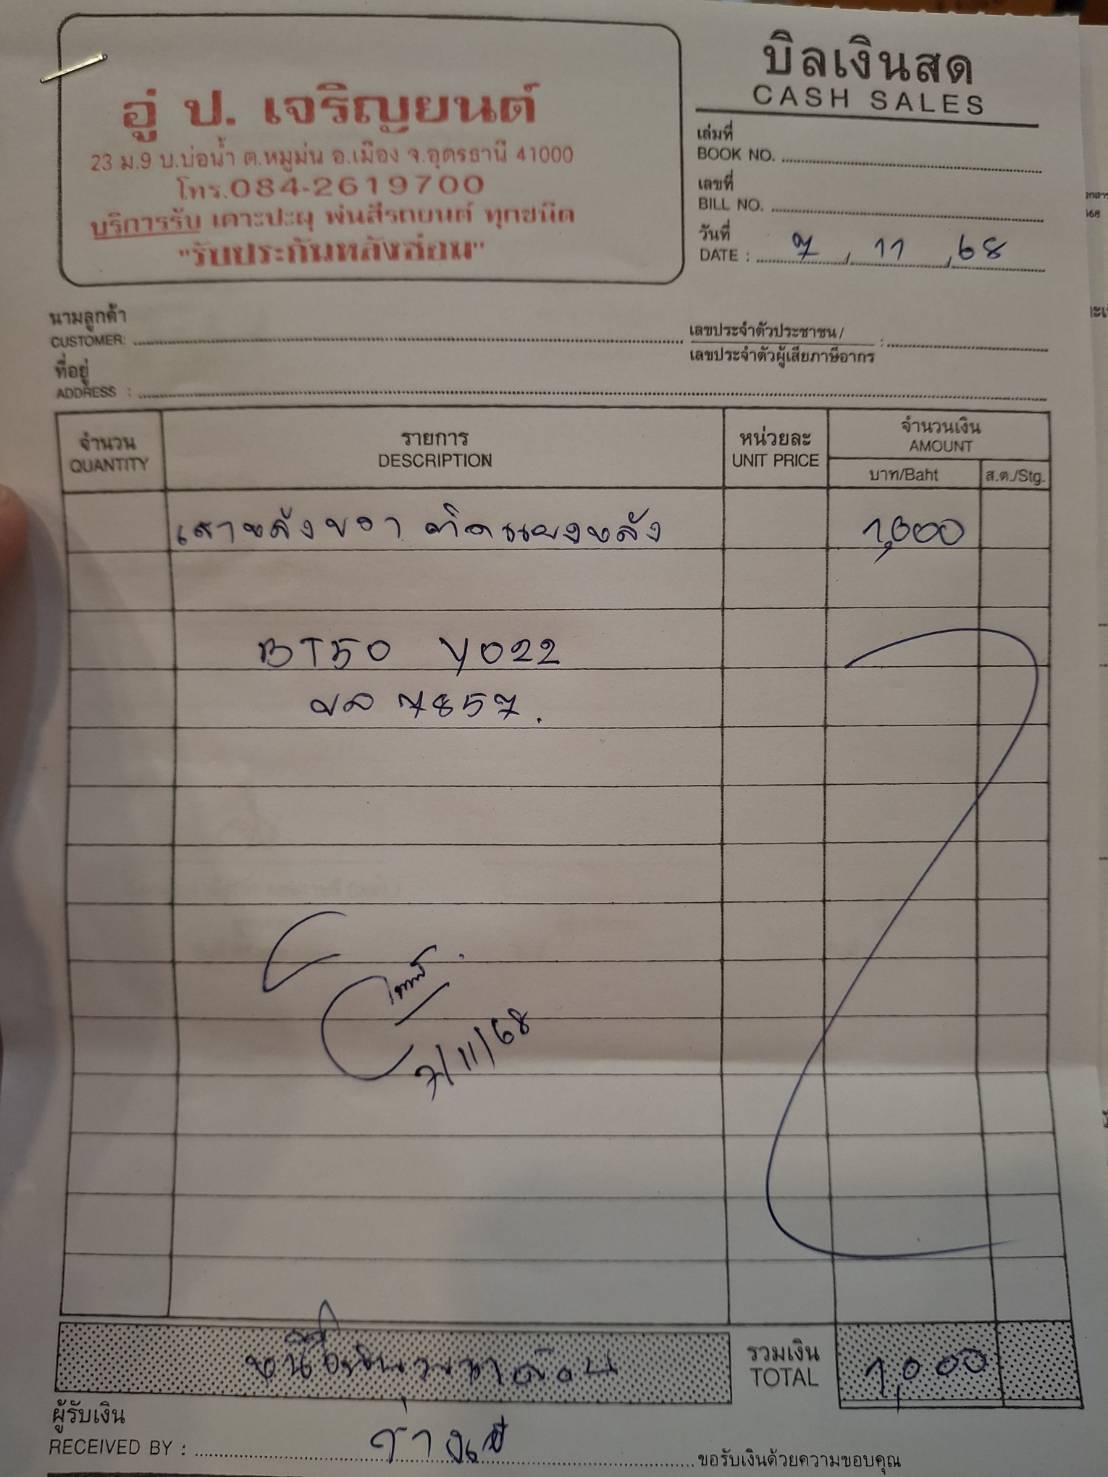 อู่ ป. เจริญยนต์
23 ม.9 บ.บ่อน้ำ ต.หมูม่น อ.เมือง จ.อุดรธานี 41000
โทร.084-2619700
บริการรับ เคาะปะผุ พ่นสีรถยนต์ ทุกชนิด
"รับประกันหลังซ่อม"
บิลเงินสด
CASH SALES
เล่มที่
BOOK NO.
เลขที่
BILL NO.
วันที่
DATE : 7 / 11 / 68
นามลูกค้า
CUSTOMER:
เลขประจำตัวประชาชน/
เลขประจำตัวผู้เสียภาษีอากร :
ที่อยู่
ADDRESS :
จำนวน
QUANTITY
รายการ
DESCRIPTION
หน่วยละ
UNIT PRICE
จำนวนเงิน
AMOUNT
บาท/Baht
ส.ต./Stg.
เสาหลังขวา 1,000
BT50 YO22
7857.
7/11/68
หนึ่งพันบาทถ้วน
รวมเงิน
TOTAL
1,000
ผู้รับเงิน
RECEIVED BY :
ขอรับเงินด้วยความขอบคุณ